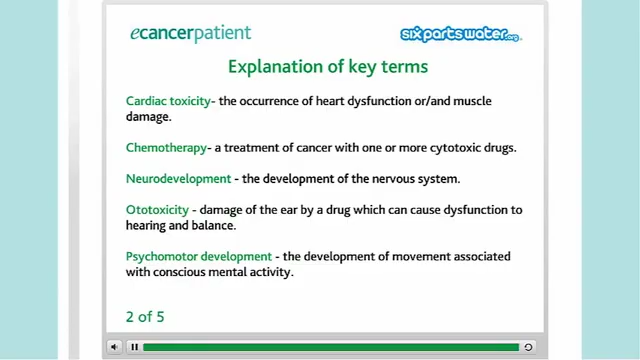 ecancerpatient
sixpartswater.org
Explanation of key terms
Cardiac toxicity- the occurrence of heart dysfunction or/and muscle
damage.
Chemotherapy- a treatment of cancer with one or more cytotoxic drugs.
Neurodevelopment - the development of the nervous system.
Ototoxicity - damage of the ear by a drug which can cause dysfunction to
hearing and balance.
Psychomotor development - the development of movement associated
with conscious mental activity.
2 of 5